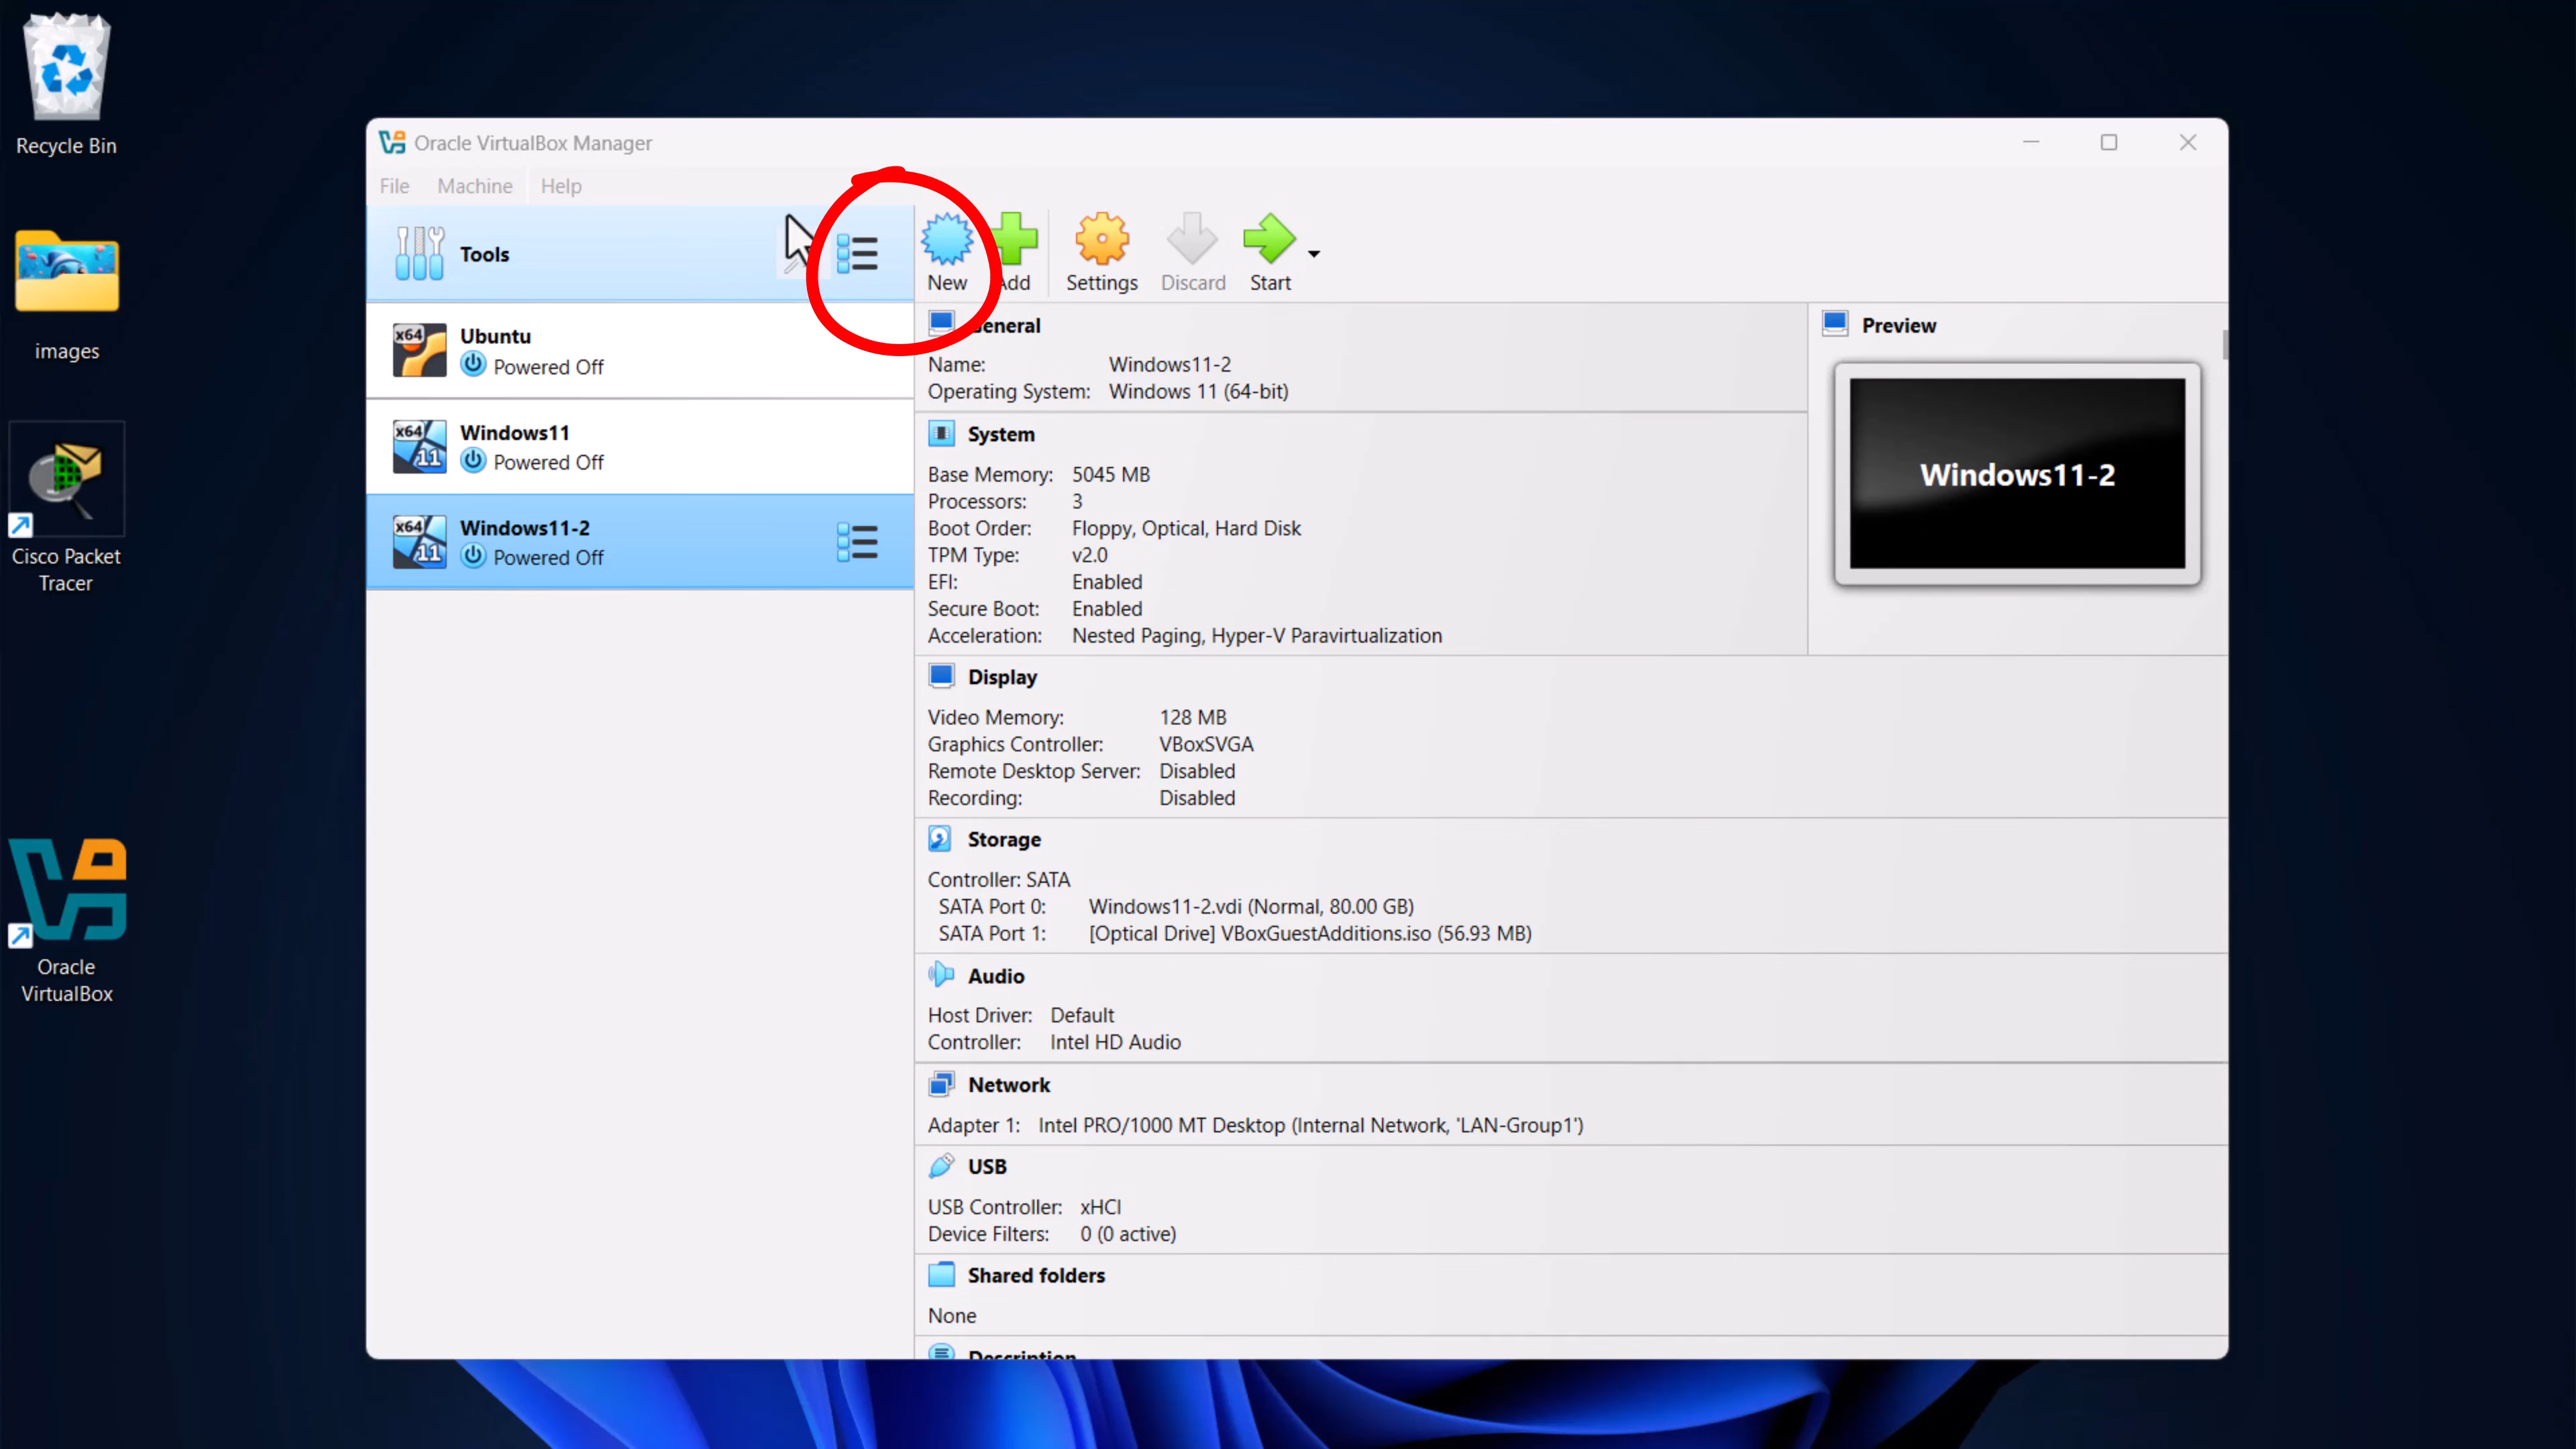 Recycle Bin
images
Cisco Packet
Tracer
Oracle
VirtualBox
Oracle VirtualBox Manager
File Machine Help
Tools
New Add Settings Discard Start
x64 Ubuntu
Powered Off
x64 11 Windows11
Powered Off
x64 11 Windows11-2
Powered Off
General
Name: Windows11-2
Operating System: Windows 11 (64-bit)
System
Base Memory: 5045 MB
Processors: 3
Boot Order: Floppy, Optical, Hard Disk
TPM Type: v2.0
EFI: Enabled
Secure Boot: Enabled
Acceleration: Nested Paging, Hyper-V Paravirtualization
Preview
Windows11-2
Display
Video Memory: 128 MB
Graphics Controller: VBoxSVGA
Remote Desktop Server: Disabled
Recording: Disabled
Storage
Controller: SATA
SATA Port 0: Windows11-2.vdi (Normal, 80.00 GB)
SATA Port 1: [Optical Drive] VBoxGuestAdditions.iso (56.93 MB)
Audio
Host Driver: Default
Controller: Intel HD Audio
Network
Adapter 1: Intel PRO/1000 MT Desktop (Internal Network, 'LAN-Group1')
USB
USB Controller: xHCI
Device Filters: 0 (0 active)
Shared folders
None
Description